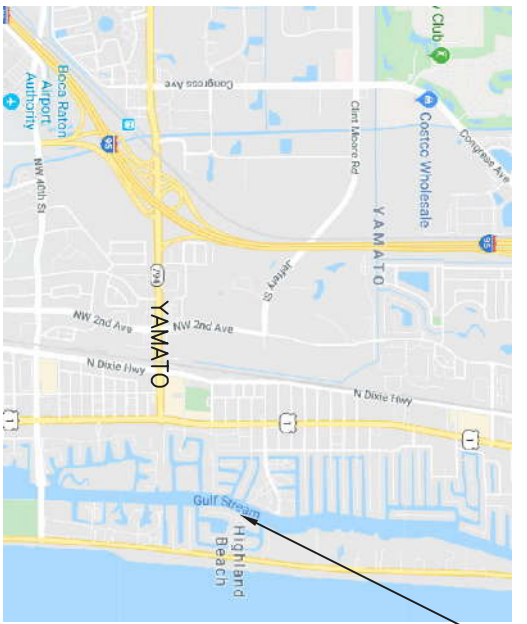 y Club
Congress Ave
Congress Ave
Costco Wholesale
Clint Moore Rd
Boca Raton
Airport
Authority
95
NW 40th St
YAMATO
95
Jeffery St
794
YAMATO
NW 2nd Ave
NW 2nd Ave
N Dixie Hwy
N Dixie Hwy
1
1
1
Gulf Stream
Highland
Beach